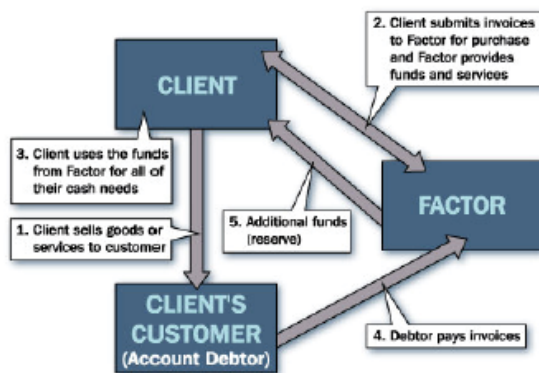 2. Client submits invoices
to Factor for purchase
and Factor provides
funds and services
CLIENT
3. Client uses the funds
from Factor for all of
their cash needs
FACTOR
1. Client sells goods or
services to customer
5. Additional funds
(reserve)
CLIENT'S
CUSTOMER
(Account Debtor)
4. Debtor pays invoices